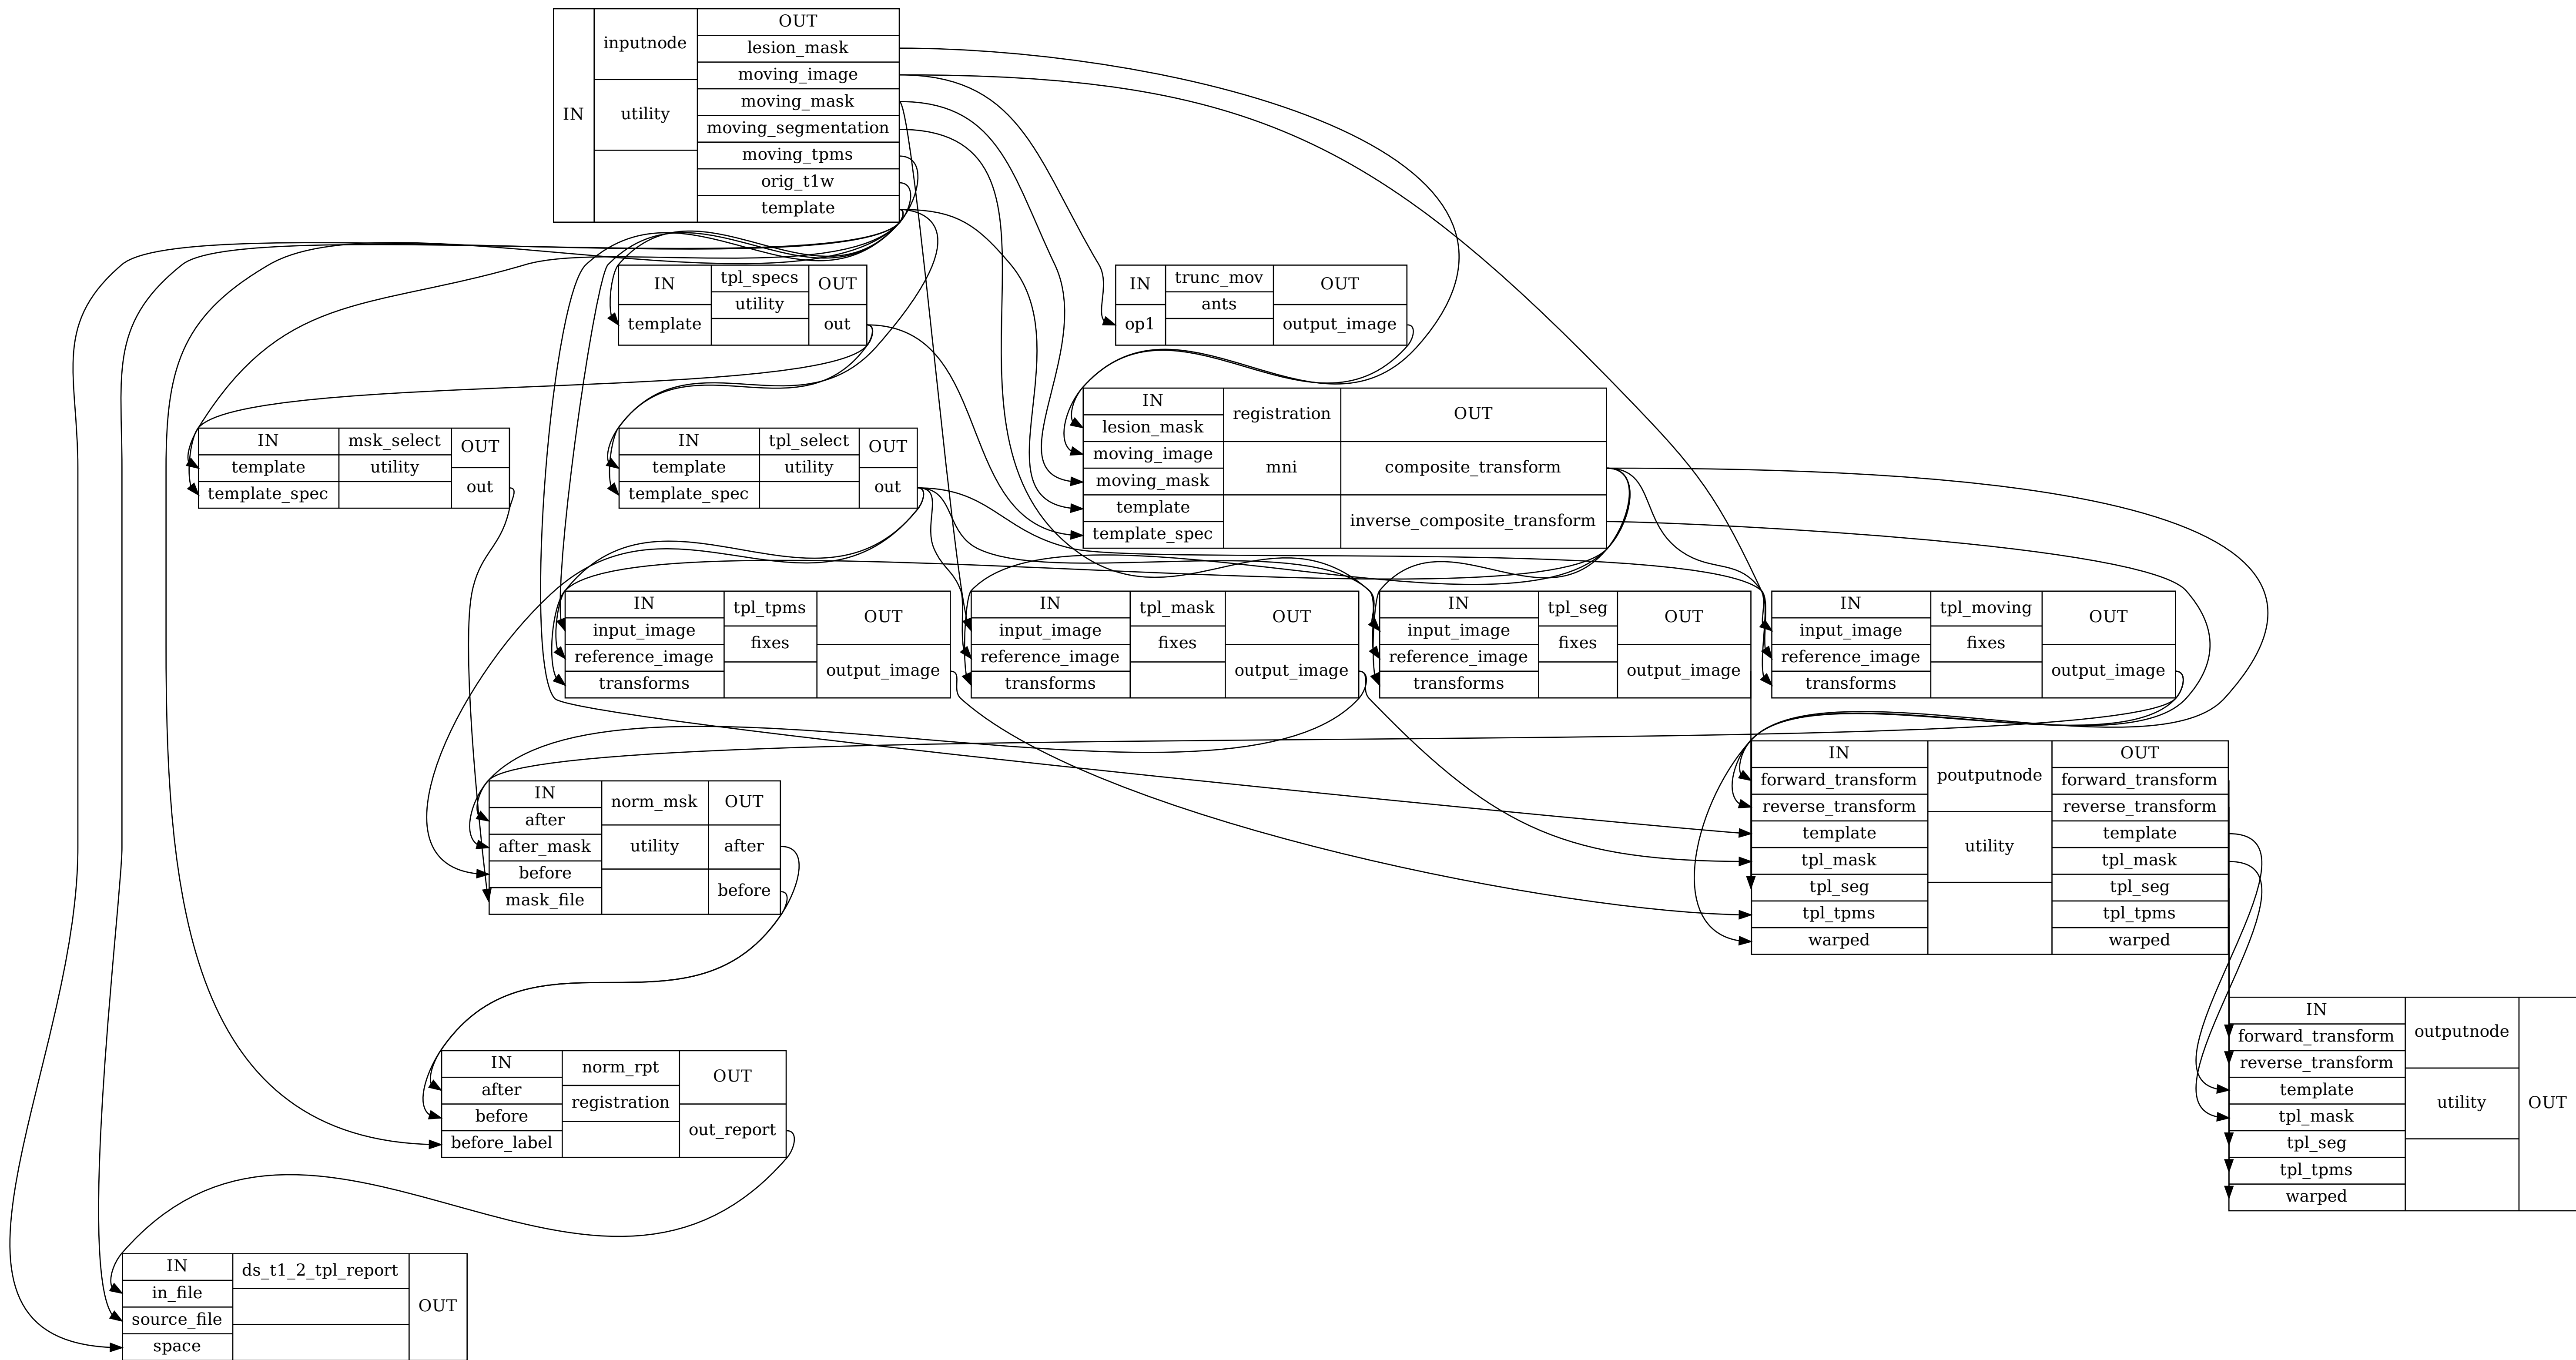 IN
inputnode
utility
OUT
lesion_mask
moving_image
moving_mask
moving_segmentation
moving_tpms
orig_t1w
template
IN
template
tpl_specs
utility
OUT
out
IN
op1
trunc_mov
ants
OUT
output_image
IN
lesion_mask
moving_image
moving_mask
template
template_spec
registration
mni
OUT
composite_transform
inverse_composite_transform
IN
template
template_spec
msk_select
utility
OUT
out
IN
template
template_spec
tpl_select
utility
OUT
out
IN
input_image
reference_image
transforms
tpl_tpms
fixes
OUT
output_image
IN
input_image
reference_image
transforms
tpl_mask
fixes
OUT
output_image
IN
input_image
reference_image
transforms
tpl_seg
fixes
OUT
output_image
IN
input_image
reference_image
transforms
tpl_moving
fixes
OUT
output_image
IN
forward_transform
reverse_transform
template
tpl_mask
tpl_seg
tpl_tpms
warped
poutputnode
utility
OUT
forward_transform
reverse_transform
template
tpl_mask
tpl_seg
tpl_tpms
warped
IN
after
after_mask
before
mask_file
norm_msk
utility
OUT
after
before
IN
forward_transform
reverse_transform
template
tpl_mask
tpl_seg
tpl_tpms
warped
outputnode
utility
OUT
IN
after
before
before_label
norm_rpt
registration
OUT
out_report
IN
in_file
source_file
space
ds_t1_2_tpl_report
OUT